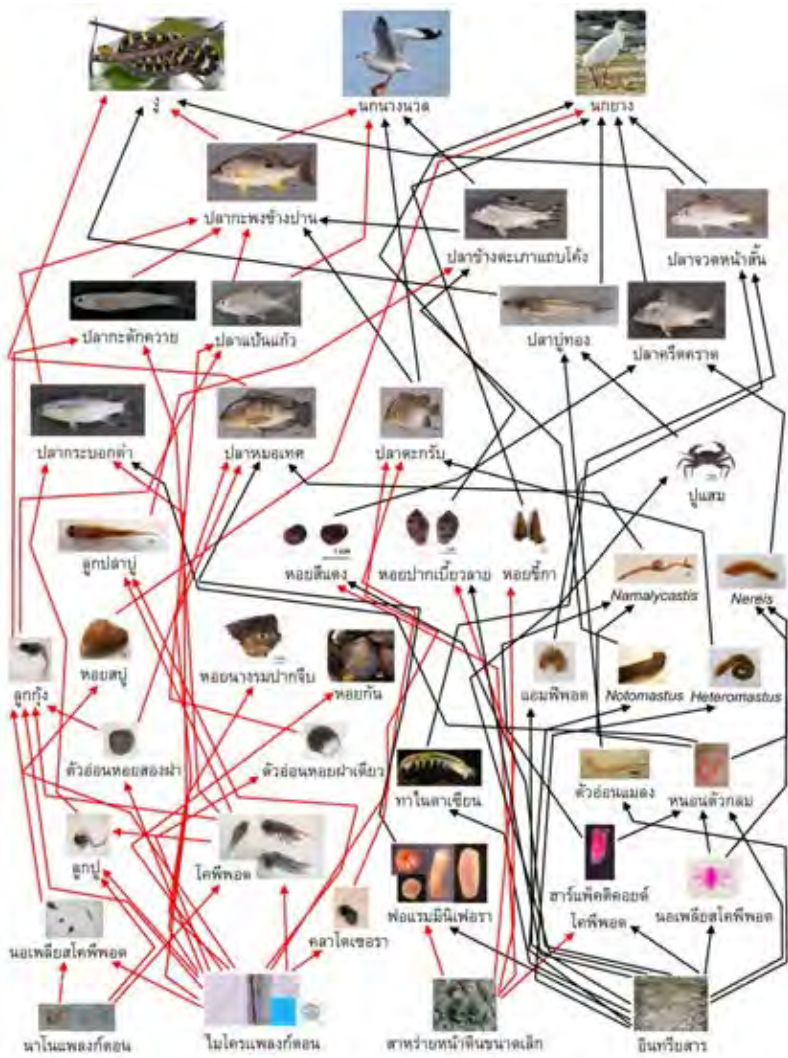 งู
นกนางนวล
นกยาง
ปลากะพงข้างปาน
ปลาข้างตะเภาแถบโค้ง
ปลาจวดหน้าสั้น
ปลากะตักควาย
ปลาแป้นแก้ว
ปลาบู่ทอง
ปลาครืดคราด
ปลากระบอกดำ
ปลาหมอเทศ
ปลาตะกรับ
ปูแสม
ลูกปลาบู่
หอยสีแดง
หอยปากเบี้ยวลาย
หอยขี้กา
Namalycastis
Nereis
ลูกกุ้ง
หอยสปู่
หอยนางรมปากจีบ
หอยกัน
แอมฟิพอด
Notomastus
Heteromastus
ตัวอ่อนหอยสองฝา
ตัวอ่อนหอยฝาเดียว
ทาไนดาเซียน
ตัวอ่อนแมลง
หนอนตัวกลม
ลูกปู
โคพีพอด
คลาโดเซอรา
ฟอแรมมินิเฟอรา
ฮาร์แพ็คติคอยด์
โคพีพอด
นอเพลียสโคพีพอด
นอเพลียสโคพีพอด
นาโนแพลงก์ตอน
ไมโครแพลงก์ตอน
สาหร่ายหน้าดินขนาดเล็ก
อินทรียสาร